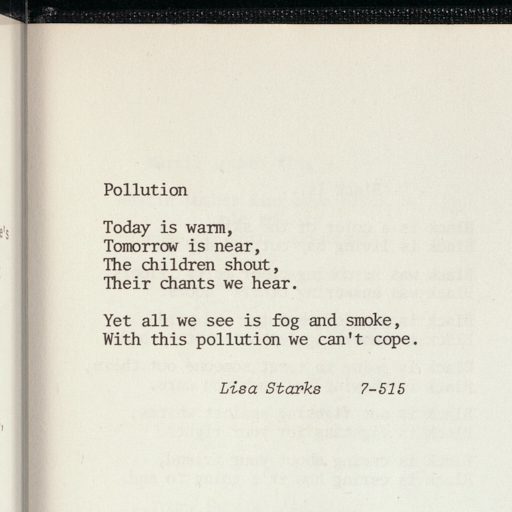 Pollution
Today is warm,
Tomorrow is near,
The children shout,
Their chants we hear.
Yet all we see is fog and smoke,
With this pollution we can't cope.
Lisa Starks 7-515